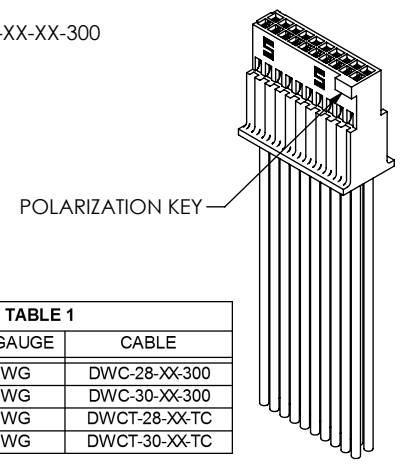 -XX-XX-300
POLARIZATION KEY
TABLE 1
GAUGE CABLE
WG DWC-28-XX-300
WG DWC-30-XX-300
WG DWCT-28-XX-TC
WG DWCT-30-XX-TC